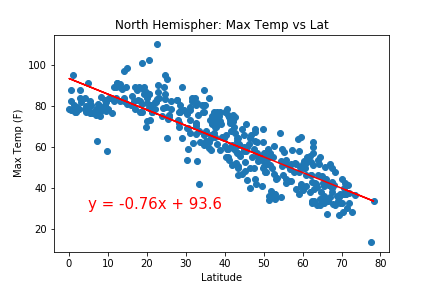 North Hemispher: Max Temp vs Lat
Max Temp (F)
100
80
60
40
20
y = -0.76x + 93.6
0 10 20 30 40 50 60 70 80
Latitude